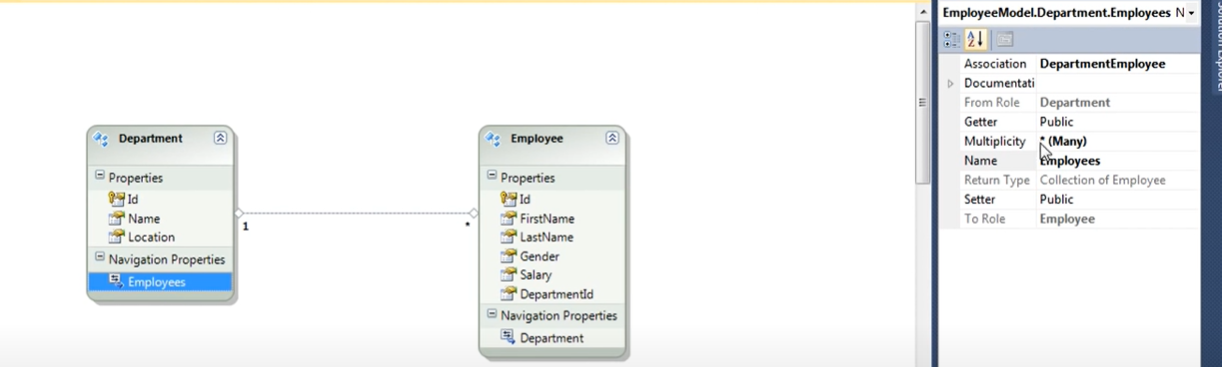 Department
Properties
Id
Name
Location
Navigation Properties
Employees
1
*
Employee
Properties
Id
FirstName
LastName
Gender
Salary
DepartmentId
Navigation Properties
Department
EmployeeModel.Department.Employees N
Association DepartmentEmployee
Documentati
From Role Department
Getter Public
Multiplicity * (Many)
Name Employees
Return Type Collection of Employee
Setter Public
To Role Employee